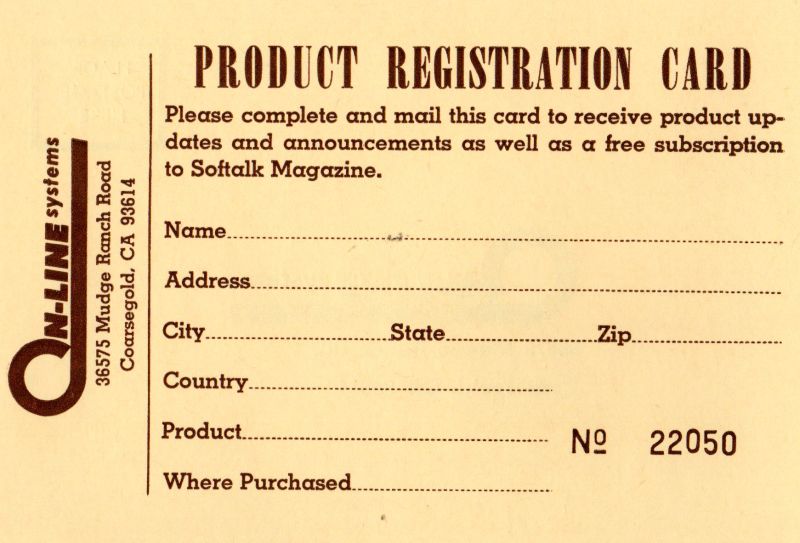 PRODUCT REGISTRATION CARD
Please complete and mail this card to receive product up-
dates and announcements as well as a free subscription
to Softalk Magazine.
Name
Address
City State Zip
Country
Product
Nº 22050
Where Purchased
ON-LINE systems
36575 Mudge Ranch Road
Coarsegold, CA 93614